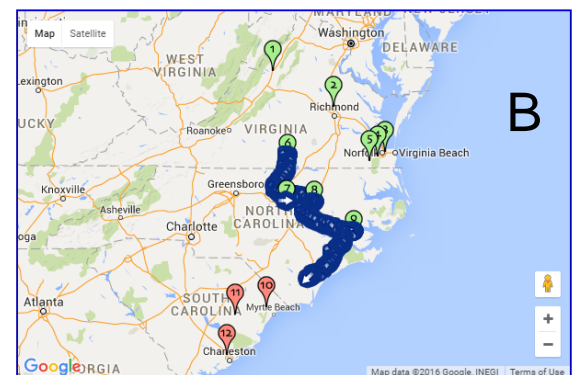 MARYLAND
NEW JERSEY
Map Satellite
Washington
DELAWARE
1
WEST
VIRGINIA
exington
2
Richmond
B
UCKY
3
4
5
Roanoke
VIRGINIA
6
Norfolk
Virginia Beach
Knoxville
Greensboro
7
8
Asheville
NORTH
CAROLINA
9
oga
Charlotte
10
11
SOUTH
CAROLINA
Myrtle Beach
Atlanta
12
Charleston
+
−
Google
ORGIA
Map data ©2016 Google, INEGI
Terms of Use